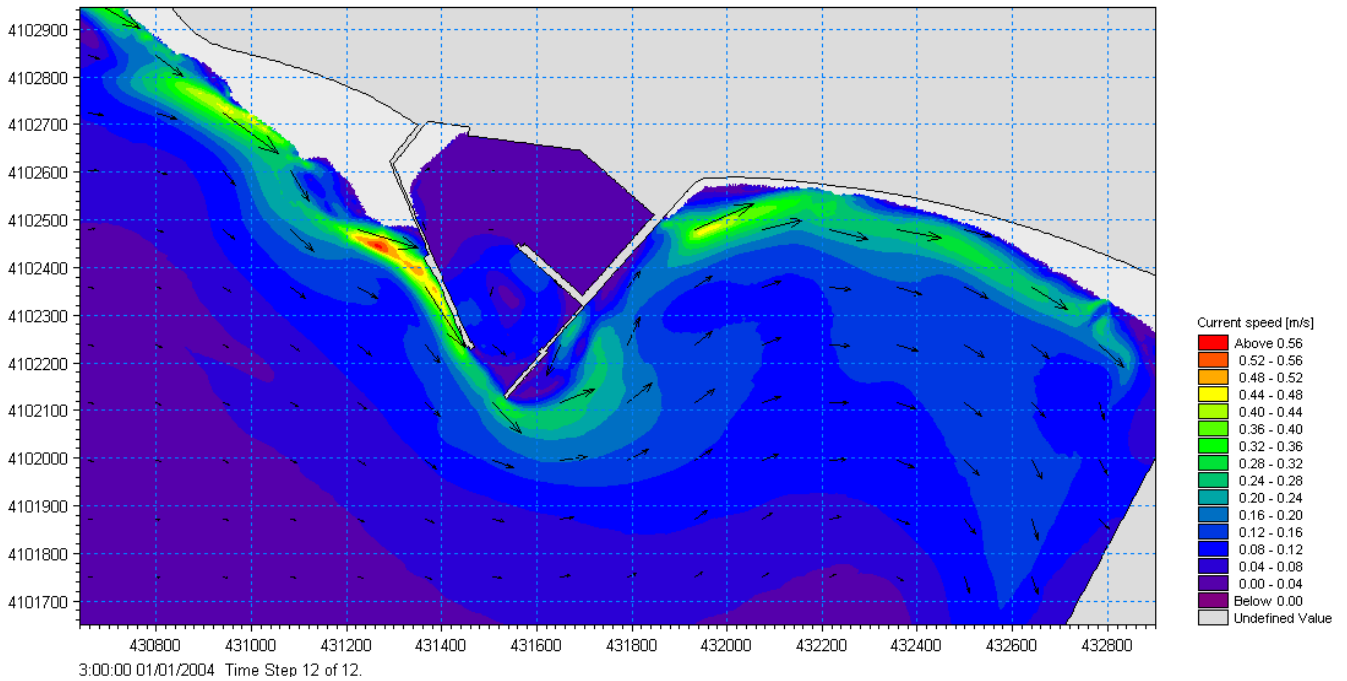 4102900
4102800
4102700
4102600
4102500
4102400
4102300
4102200
4102100
4102000
4101900
4101800
4101700
430800 431000 431200 431400 431600 431800 432000 432200 432400 432600 432800
3:00:00 01/01/2004 Time Step 12 of 12.
Current speed [m/s]
Above 0.56
0.52 - 0.56
0.48 - 0.52
0.44 - 0.48
0.40 - 0.44
0.36 - 0.40
0.32 - 0.36
0.28 - 0.32
0.24 - 0.28
0.20 - 0.24
0.16 - 0.20
0.12 - 0.16
0.08 - 0.12
0.04 - 0.08
0.00 - 0.04
Below 0.00
Undefined Value